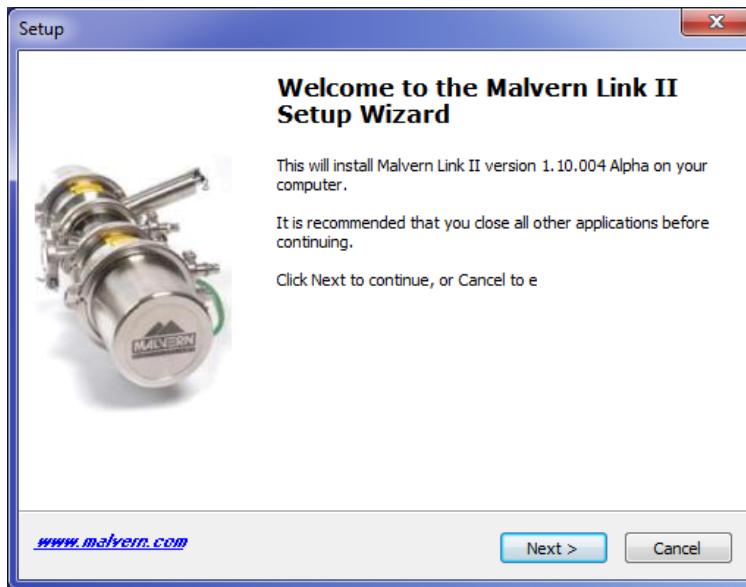 Setup
Welcome to the Malvern Link II
Setup Wizard
This will install Malvern Link II version 1.10.004 Alpha on your
computer.
It is recommended that you close all other applications before
continuing.
Click Next to continue, or Cancel to e
MALVERN
www.malvern.com
Next >
Cancel